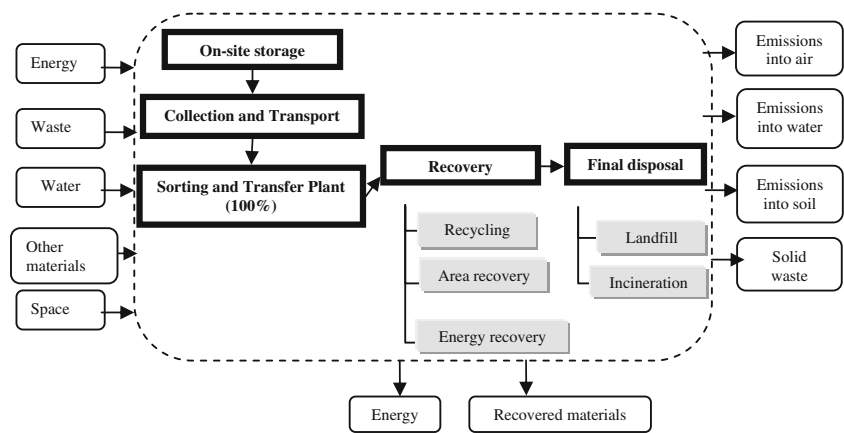 Energy
Waste
Water
Other
materials
Space
On-site storage
Collection and Transport
Sorting and Transfer Plant
(100%)
Recovery
Recycling
Area recovery
Energy recovery
Final disposal
Landfill
Incineration
Emissions
into air
Emissions
into water
Emissions
into soil
Solid
waste
Energy
Recovered materials